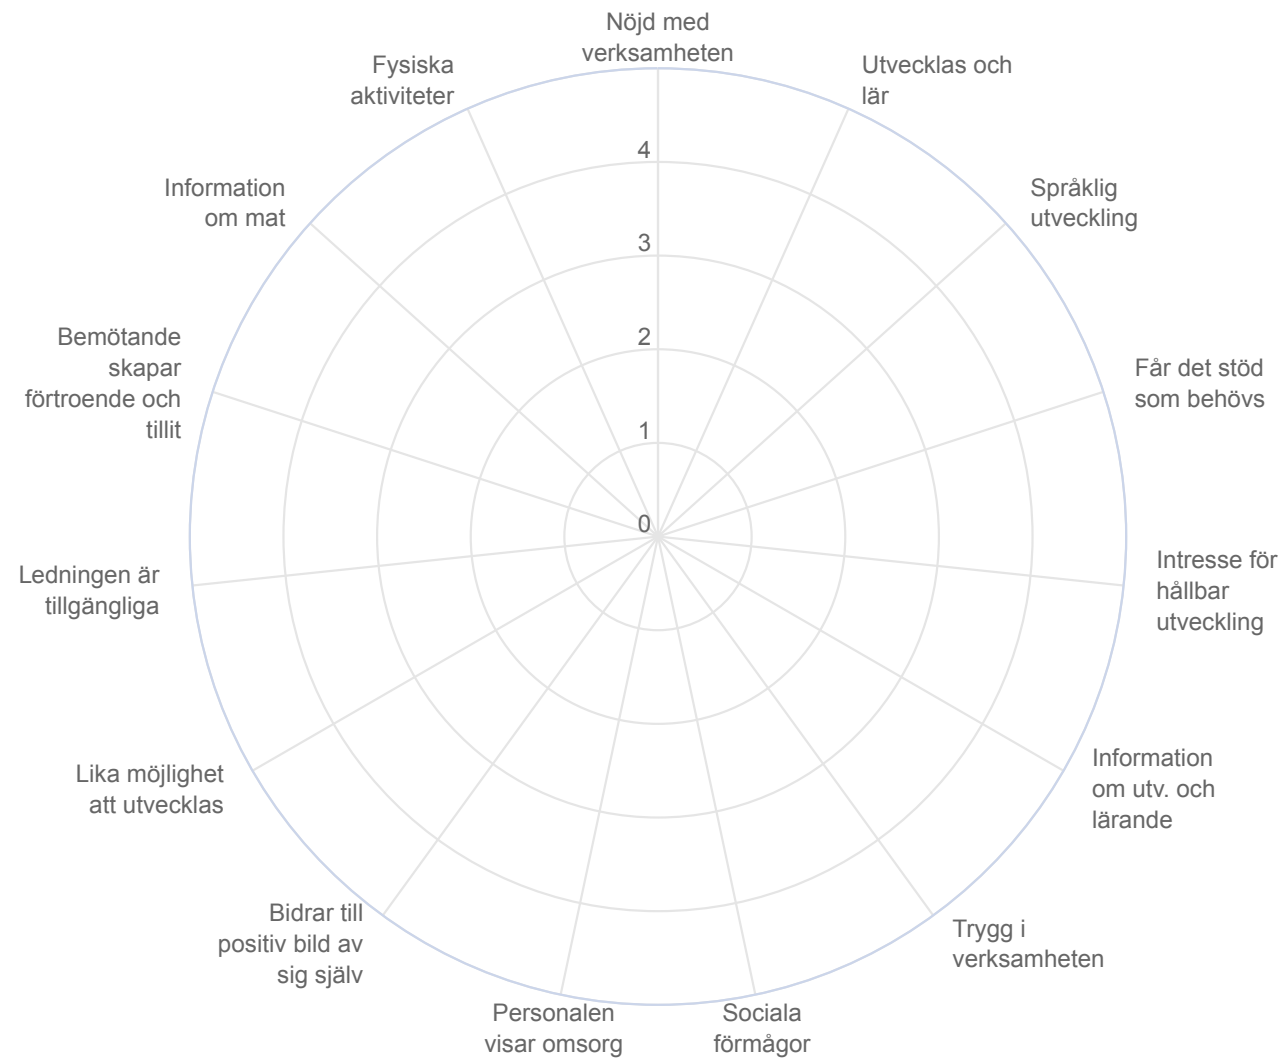 Nöjd med
verksamheten
Utvecklas och
lär
Språklig
utveckling
Får det stöd
som behövs
Intresse för
hållbar
utveckling
Information
om utv. och
lärande
Trygg i
verksamheten
Sociala
förmågor
Personalen
visar omsorg
Bidrar till
positiv bild av
sig själv
Lika möjlighet
att utvecklas
Ledningen är
tillgängliga
Bemötande
skapar
förtroende och
tillit
Information
om mat
Fysiska
aktiviteter
4
3
2
1
0